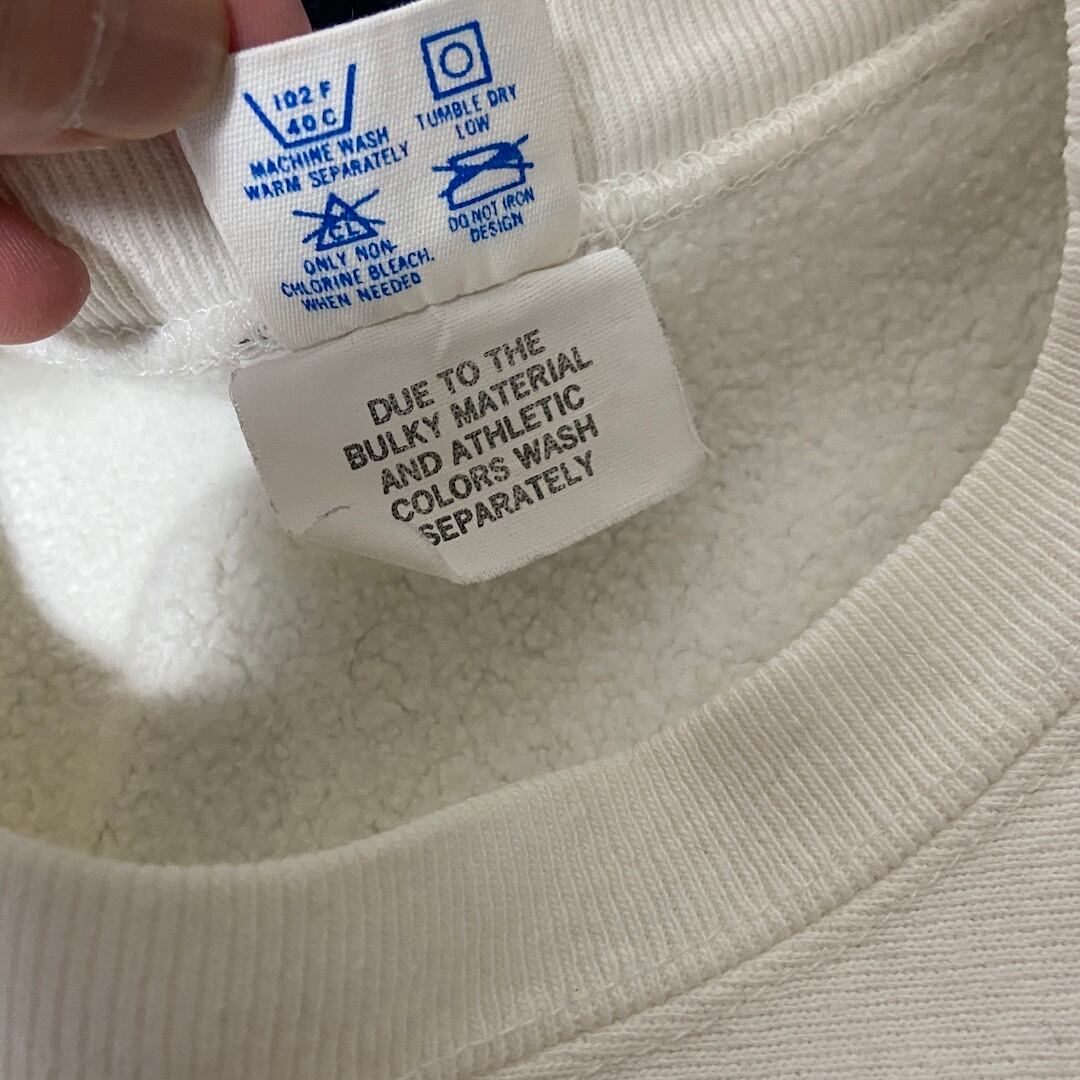 102 F
40 C
MACHINE WASH
WARM SEPARATELY
TUMBLE DRY
LOW
CL
ONLY NON-
CHLORINE BLEACH.
WHEN NEEDED
DO NOT IRON
DESIGN
DUE TO THE
BULKY MATERIAL
AND ATHLETIC
COLORS WASH
SEPARATELY